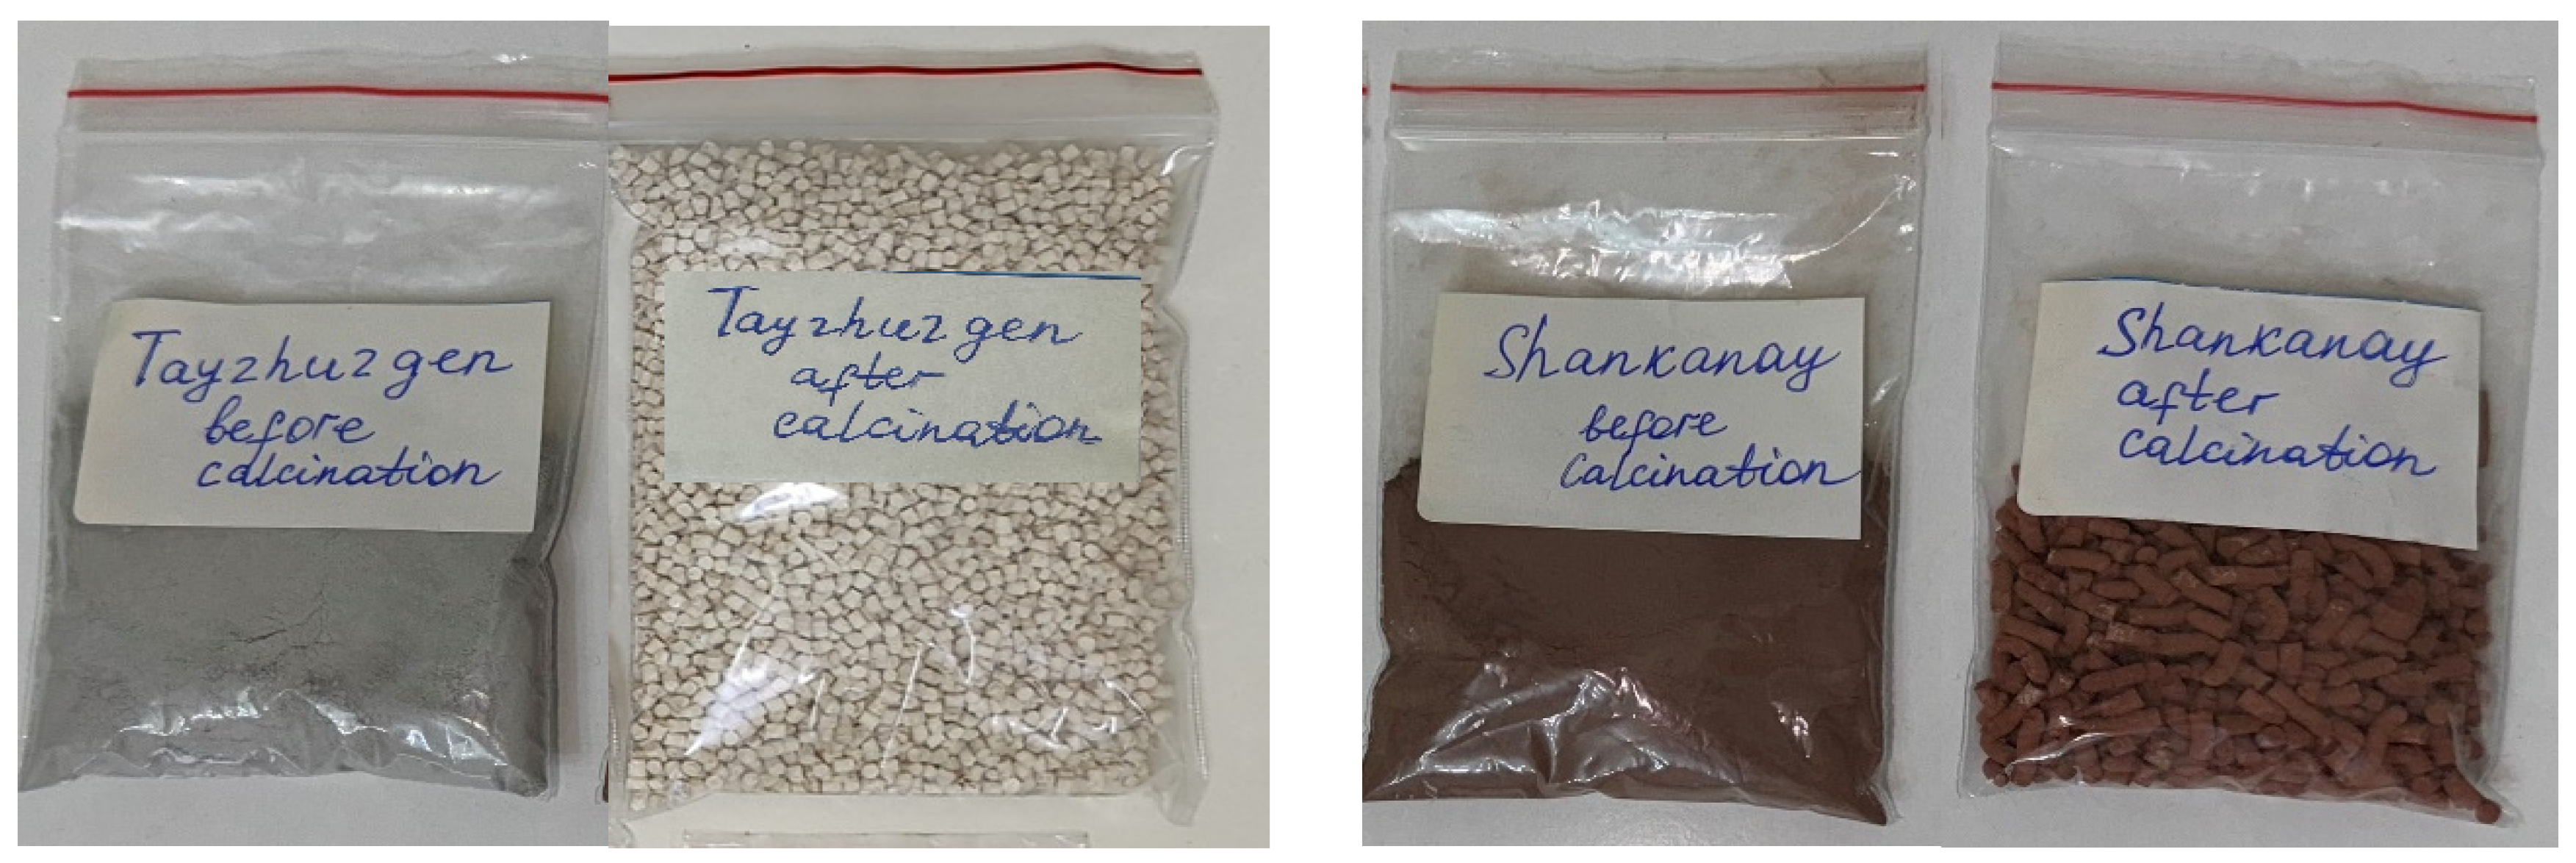 Tayzhuzgen
before
calcination
Tayzhuzgen
after
calcination
Shankanay
before
Calcination
Shankanay
after
calcination